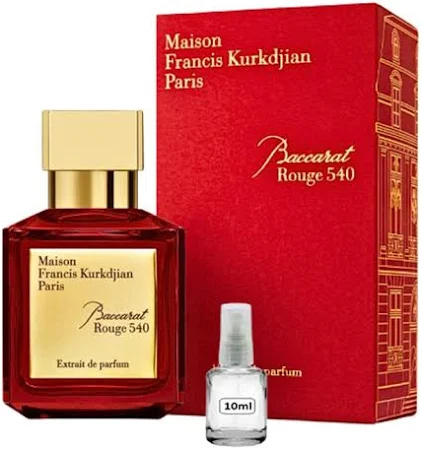 Maison
Francis Kurkdjian
Paris
Baccarat
Rouge 540
Maison
Francis Kurkdjian
Paris
Baccarat
Rouge 540
Extrait de parfum
parfum
10ml